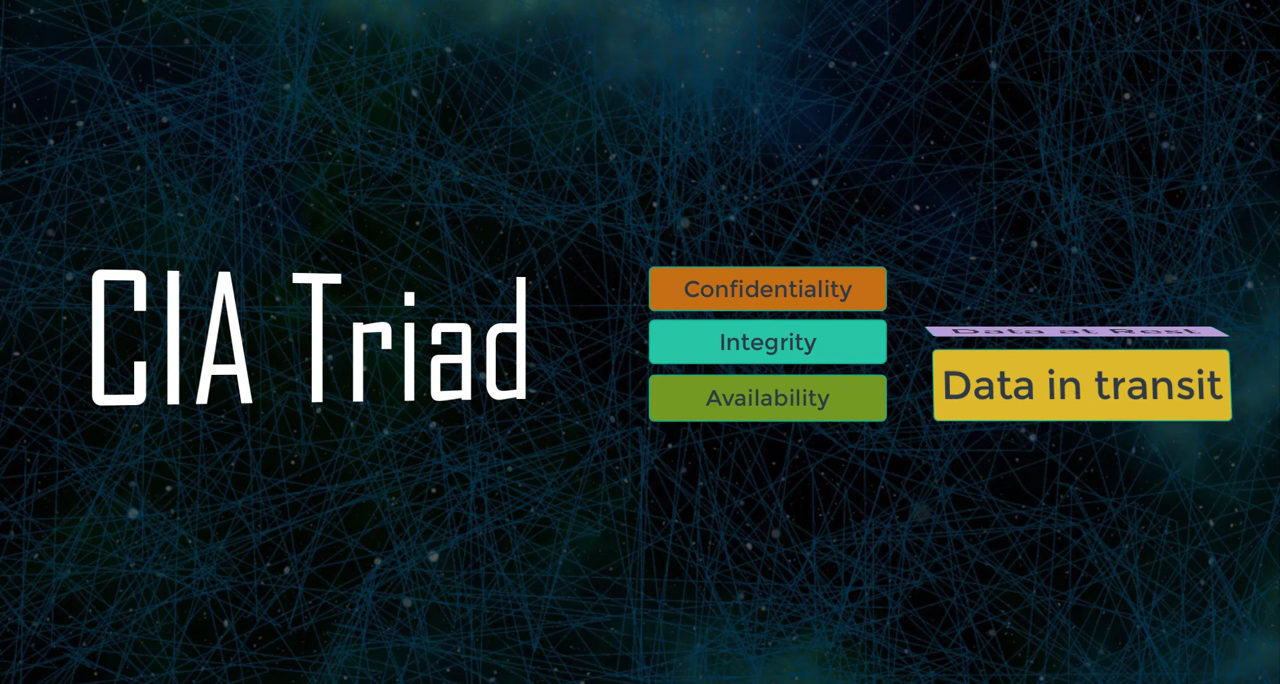 CIA Triad
Confidentiality
Integrity
Availability
Data at Rest
Data in transit